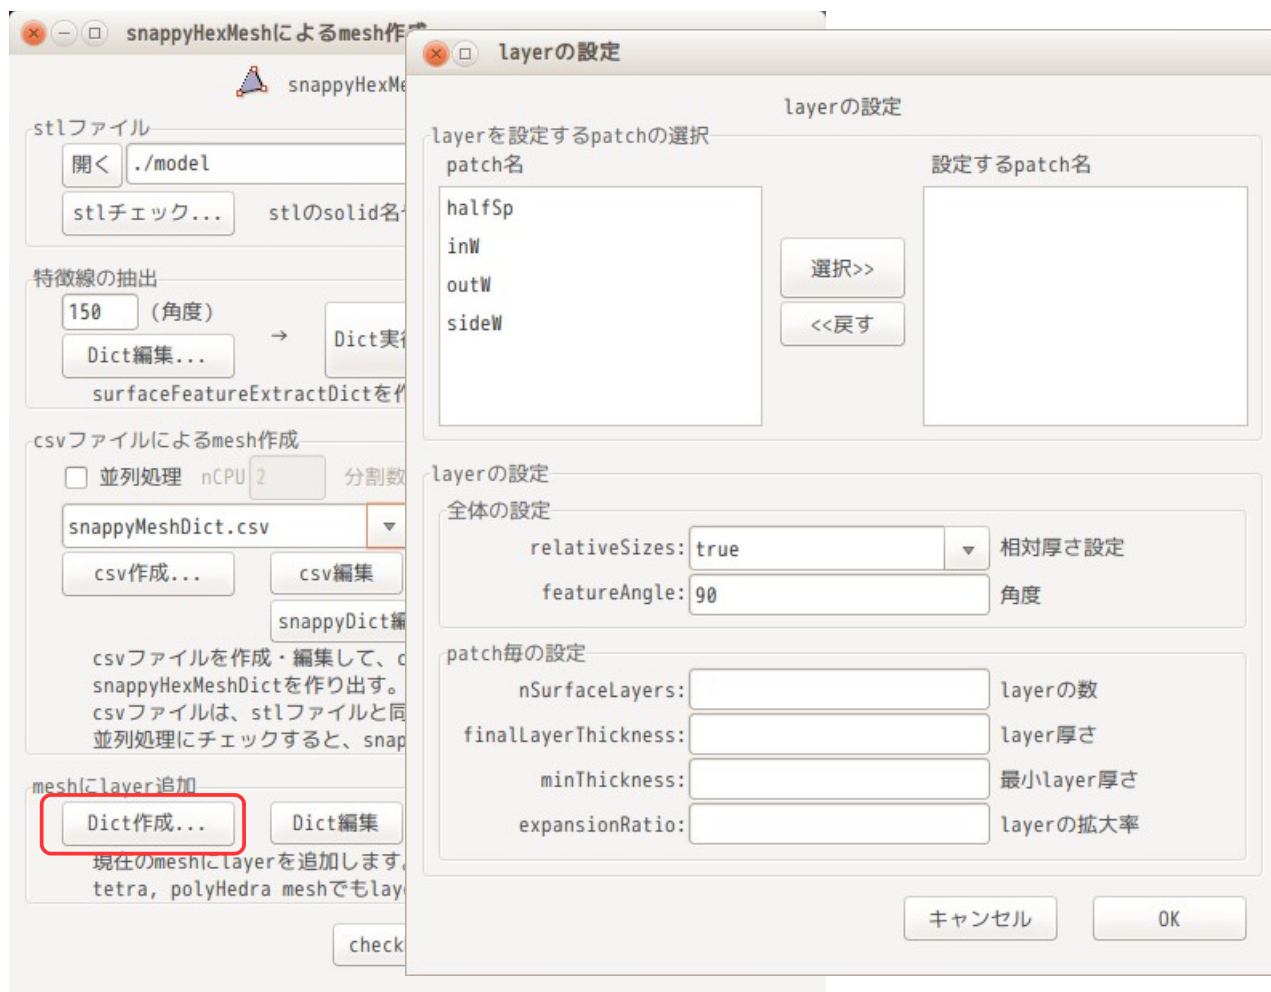 snappyHexMeshによるmesh作成
snappyHexMe
stlファイル
開く ./model
stlチェック... stlのsolid名
特徴線の抽出
150 (角度)
→
Dict編集... Dict実行
surfaceFeatureExtractDictを作
csvファイルによるmesh作成
並列処理 nCPU 2 分割数
snappyMeshDict.csv
csv作成... csv編集
snappyDict編
csvファイルを作成・編集して、c
snappyHexMeshDictを作り出す。
csvファイルは、stlファイルと同
並列処理にチェックすると、snap
meshにlayer追加
Dict作成... Dict編集
現在のmeshにlayerを追加します。
tetra, polyHedra meshでもlay
check
layerの設定
layerの設定
layerを設定するpatchの選択
patch名 設定するpatch名
halfSp
inW
outW
sideW
選択>>
<<戻す
layerの設定
全体の設定
relativeSizes: true 相対厚さ設定
featureAngle: 90 角度
patch毎の設定
nSurfaceLayers: layerの数
finalLayerThickness: layer厚さ
minThickness: 最小layer厚さ
expansionRatio: layerの拡大率
キャンセル OK